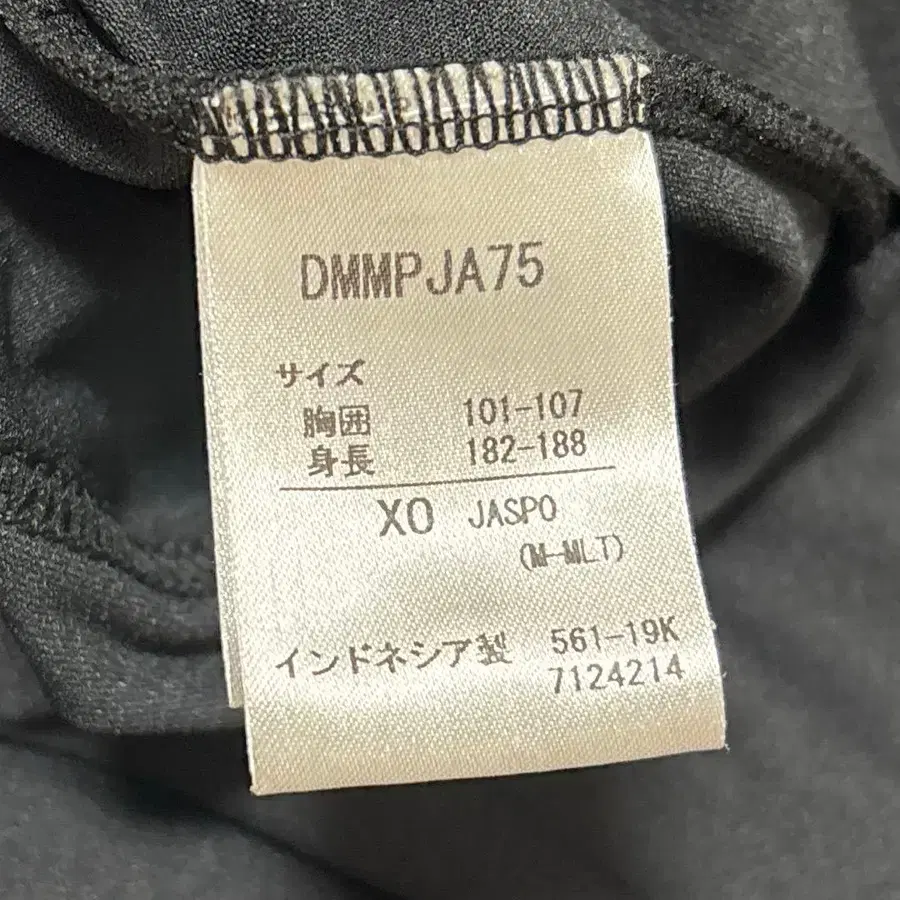 DMMPJA75
サイズ
胸囲 101-107
身長 182-188
XO JASPO
(M-MLT)
インドネシア製 561-19K
7124214